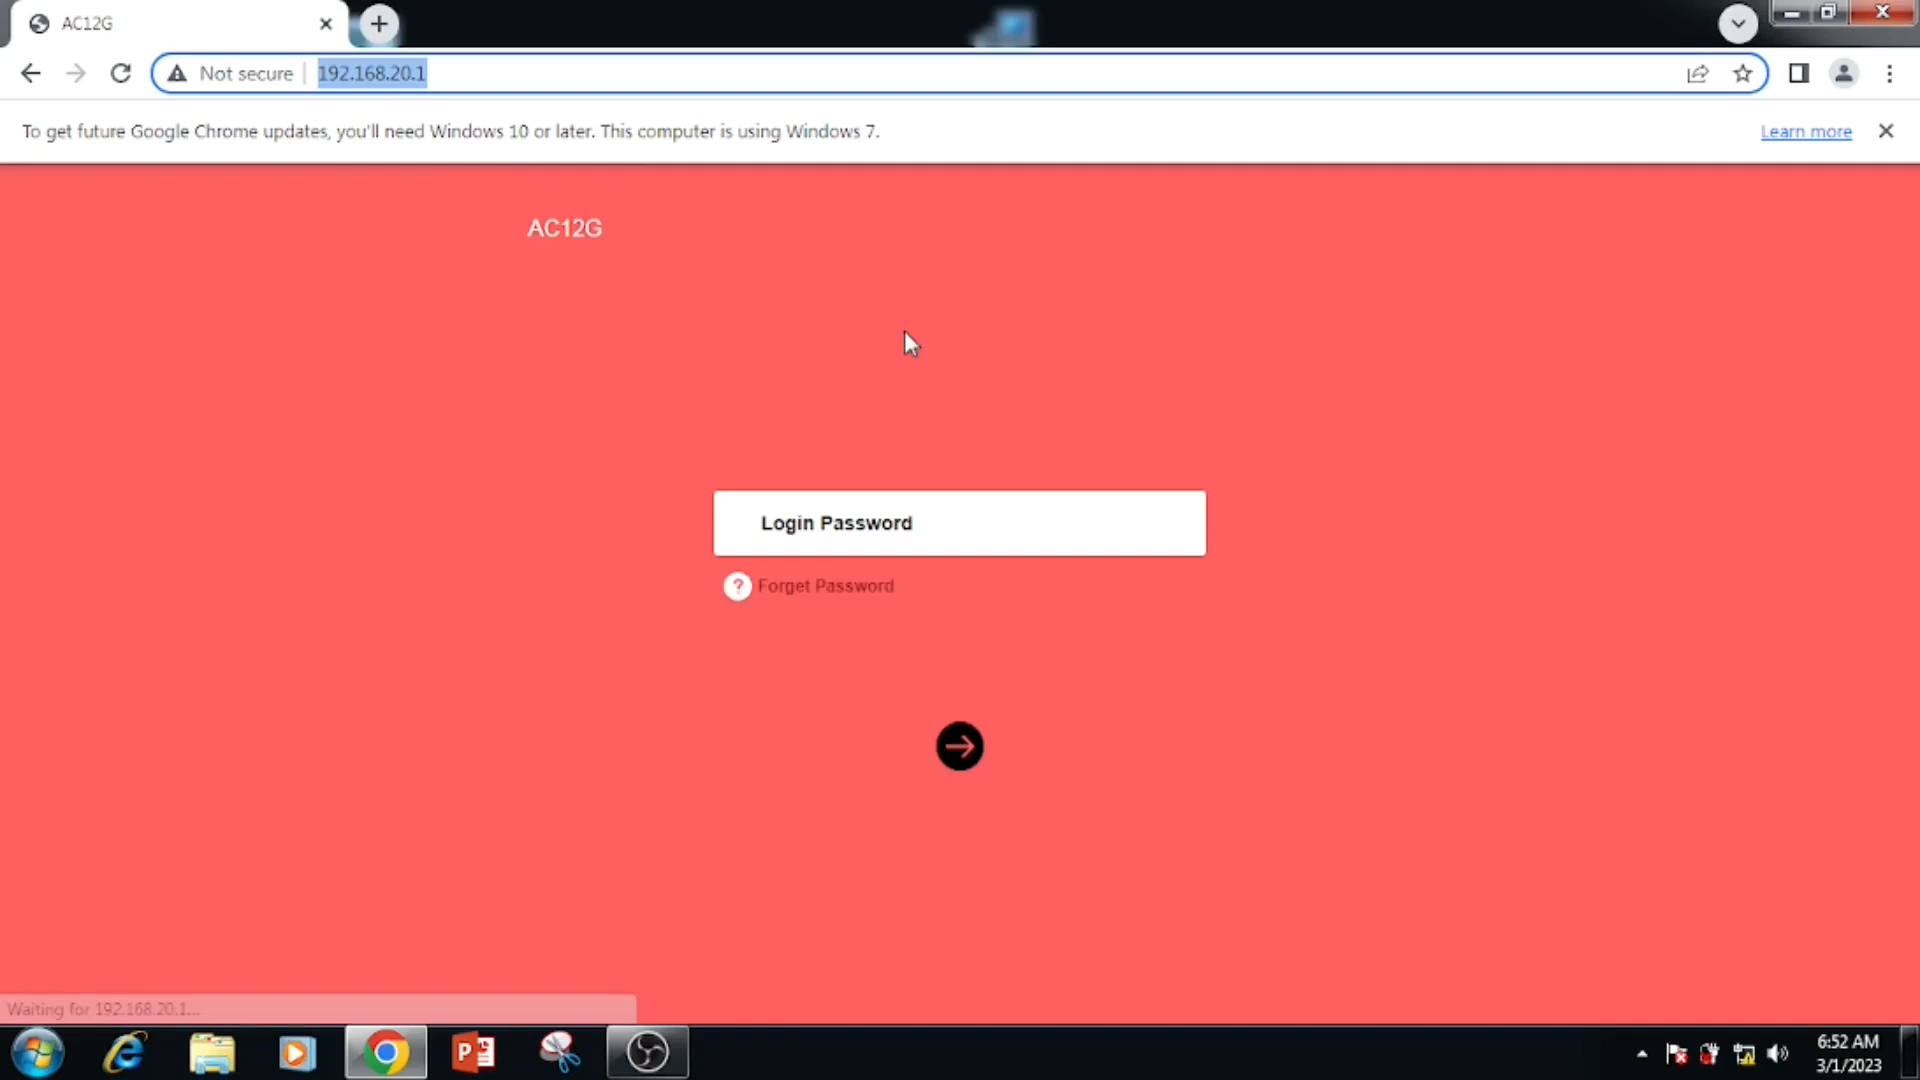 AC12G
Not secure 192.168.20.1
To get future Google Chrome updates, you'll need Windows 10 or later. This computer is using Windows 7.
Learn more
AC12G
Login Password
? Forget Password
Waiting for 192.168.20.1...
6:52 AM
3/1/2023